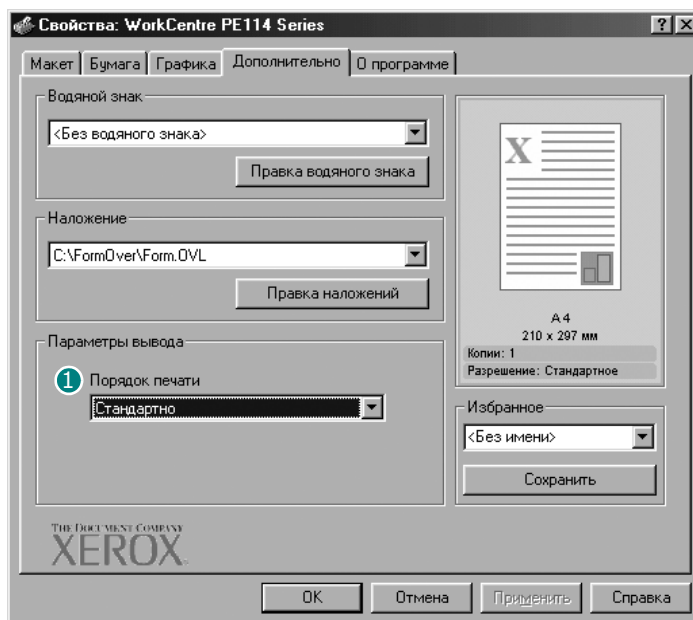 Свойства: WorkCentre PE114 Series
Макет Бумага Графика Дополнительно О программе
Водяной знак
<Без водяного знака>
Правка водяного знака
Наложение
C:\FormOver\Form.OVL
Правка наложений
Параметры вывода
1 Порядок печати
Стандартно
X
A4
210 x 297 мм
Копии: 1
Разрешение: Стандартное
Избранное
<Без имени>
Сохранить
THE DOCUMENT COMPANY
XEROX
OK Отмена Применить Справка